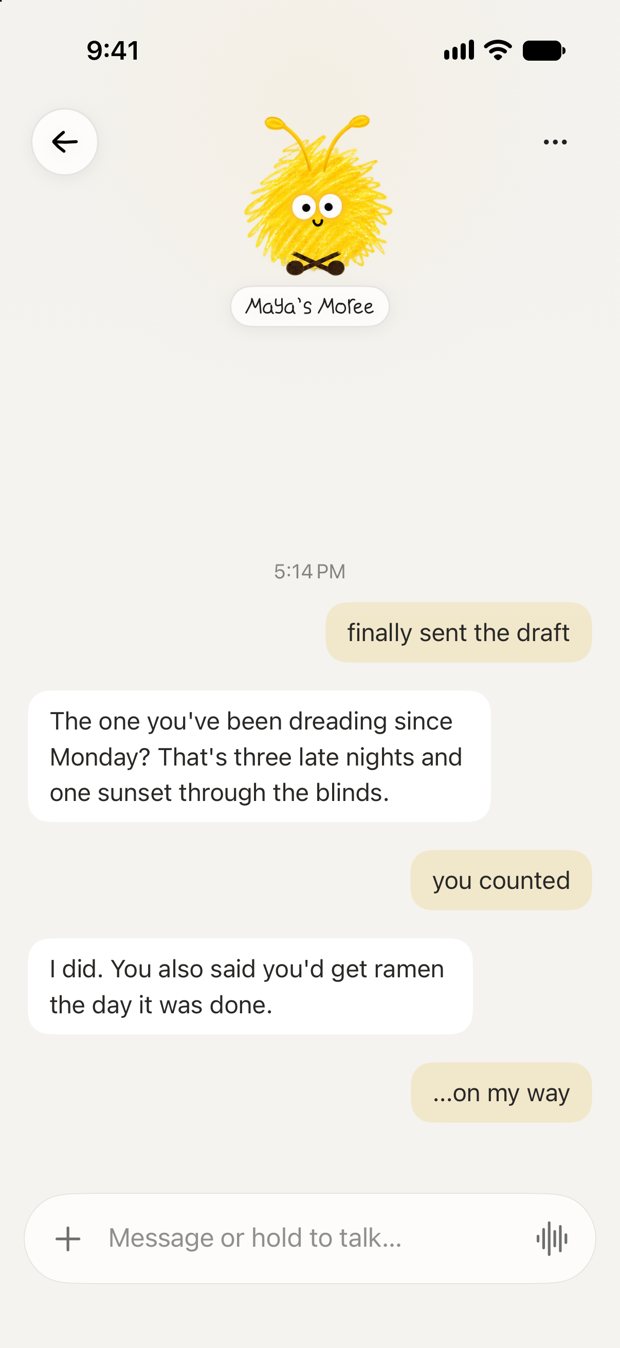 9:41
Maya's Moree
5:14 PM
finally sent the draft
The one you've been dreading since
Monday? That's three late nights and
one sunset through the blinds.
you counted
I did. You also said you'd get ramen
the day it was done.
...on my way
Message or hold to talk...